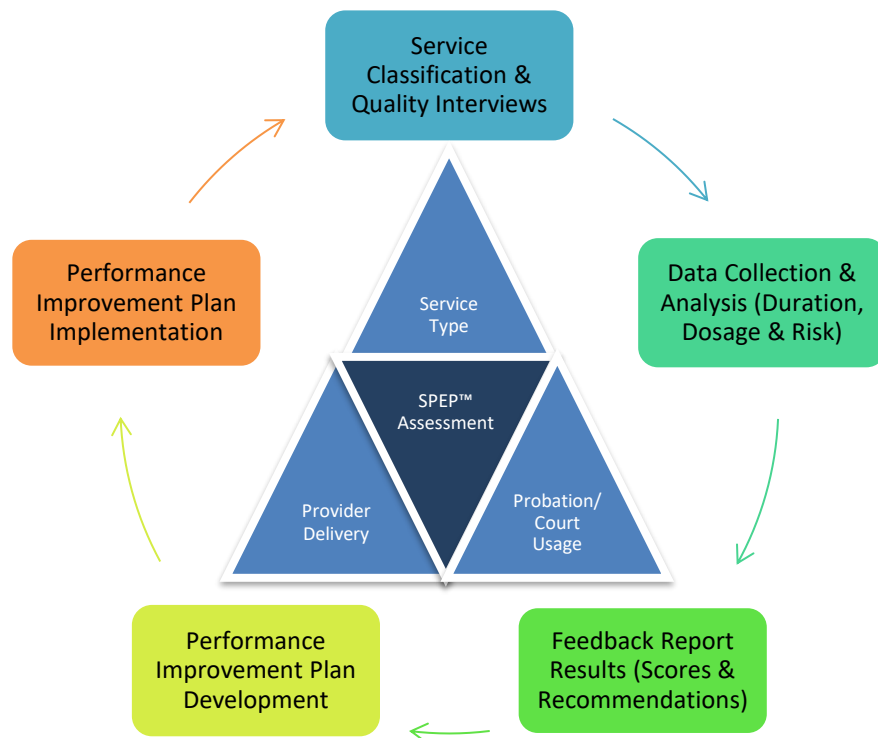 Service
Classification &
Quality Interviews
Data Collection &
Analysis (Duration,
Dosage & Risk)
Feedback Report
Results (Scores &
Recommendations)
Performance
Improvement Plan
Development
Performance
Improvement Plan
Implementation
Service
Type
SPEP™
Assessment
Provider
Delivery
Probation/
Court
Usage